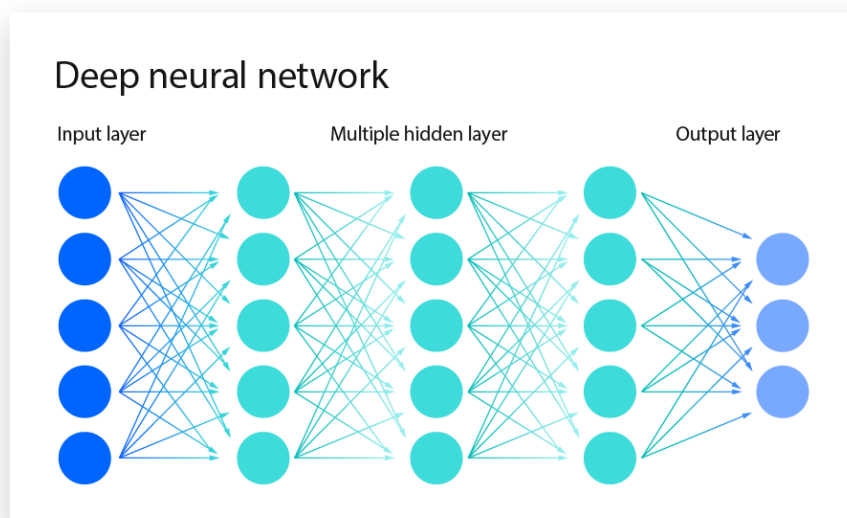 Deep neural network
Input layer
Multiple hidden layer
Output layer